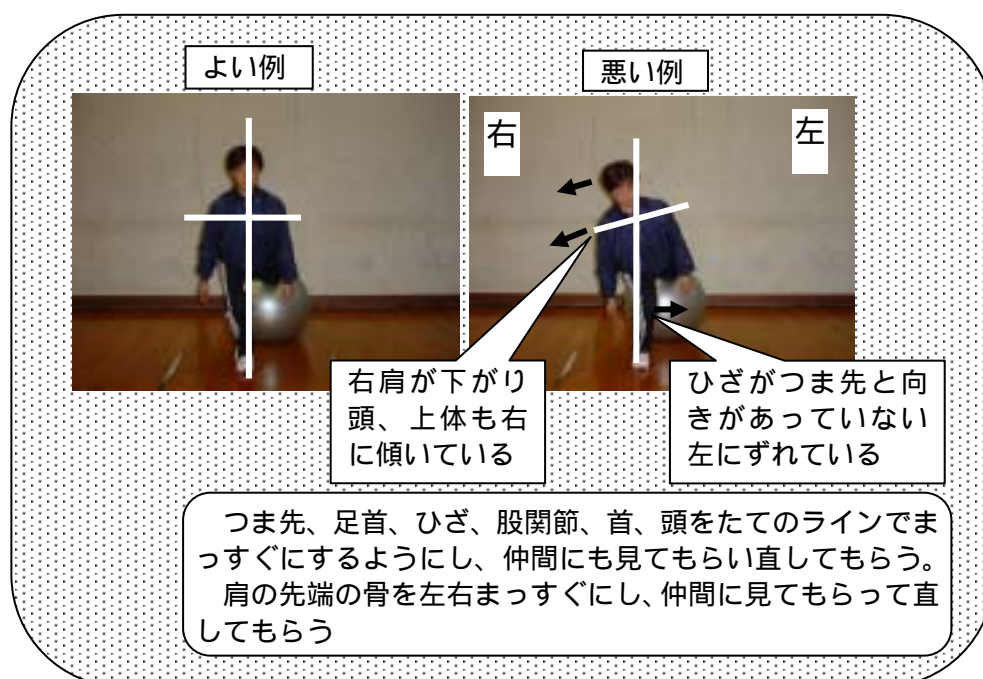 よい例
悪い例
右
左
右肩が下がり
頭、上体も右
に傾いている
ひざがつま先と向
きがあっていない
左にずれている
つま先、足首、ひざ、股関節、首、頭をたてのラインでま
っすぐにするようにし、仲間にも見てもらい直してもらう。
肩の先端の骨を左右まっすぐにし、仲間に見てもらって直
してもらう